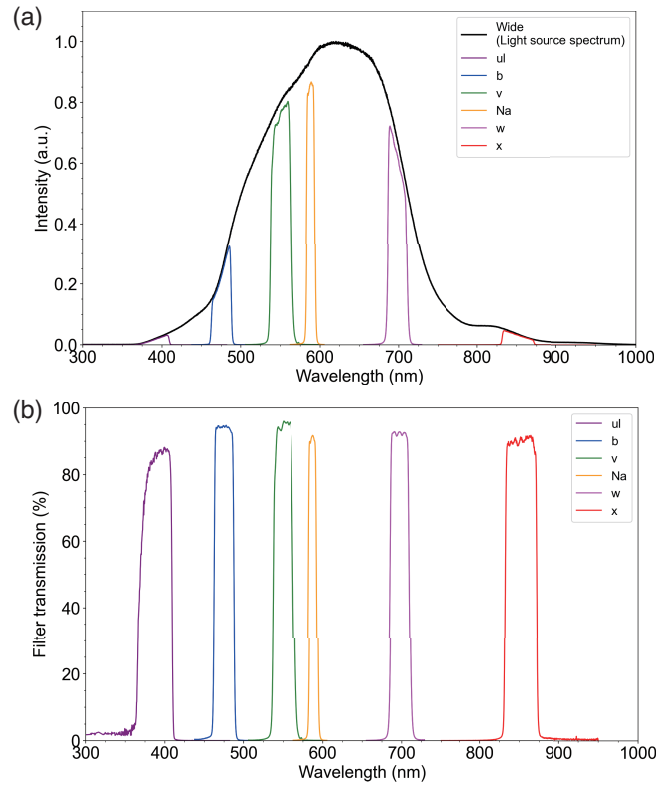 (a)
Intensity (a.u.)
1.0
0.8
0.6
0.4
0.2
0.0
300 400 500 600 700 800 900 1000
Wavelength (nm)
Wide
(Light source spectrum)
ul
b
v
Na
w
x
(b)
Filter transmission (%)
100
80
60
40
20
0
300 400 500 600 700 800 900 1000
Wavelength (nm)
ul
b
v
Na
w
x